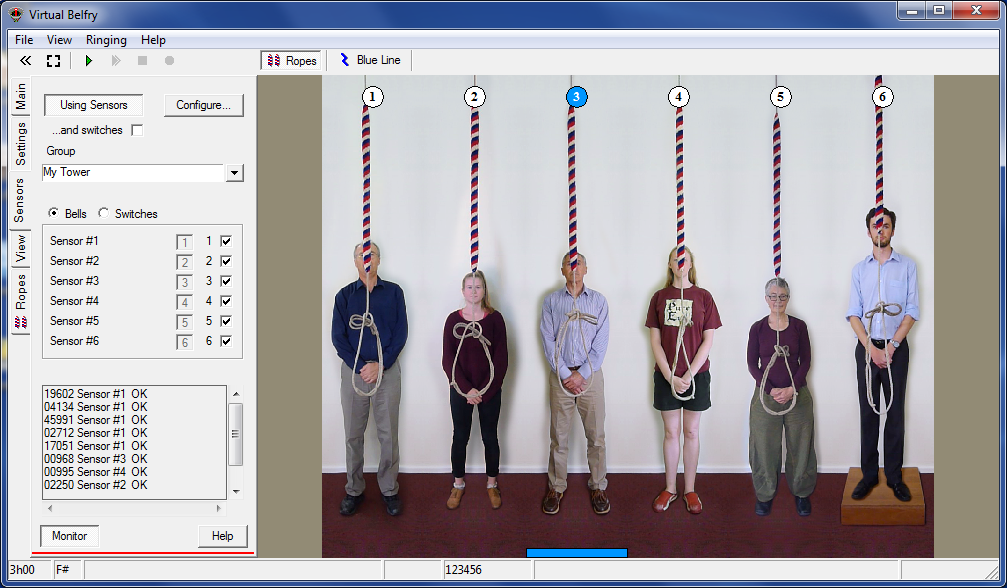 Virtual Belfry
File View Ringing Help
Ropes Blue Line
Main
Settings
Sensors
View
Ropes
Using Sensors Configure...
...and switches
Group
My Tower
Bells Switches
Sensor #1 1 1
Sensor #2 2 2
Sensor #3 3 3
Sensor #4 4 4
Sensor #5 5 5
Sensor #6 6 6
19602 Sensor #1 OK
04134 Sensor #1 OK
45991 Sensor #1 OK
02712 Sensor #1 OK
17051 Sensor #1 OK
00968 Sensor #3 OK
00995 Sensor #4 OK
02250 Sensor #2 OK
Monitor Help
1 2 3 4 5 6
3h00 F# 123456